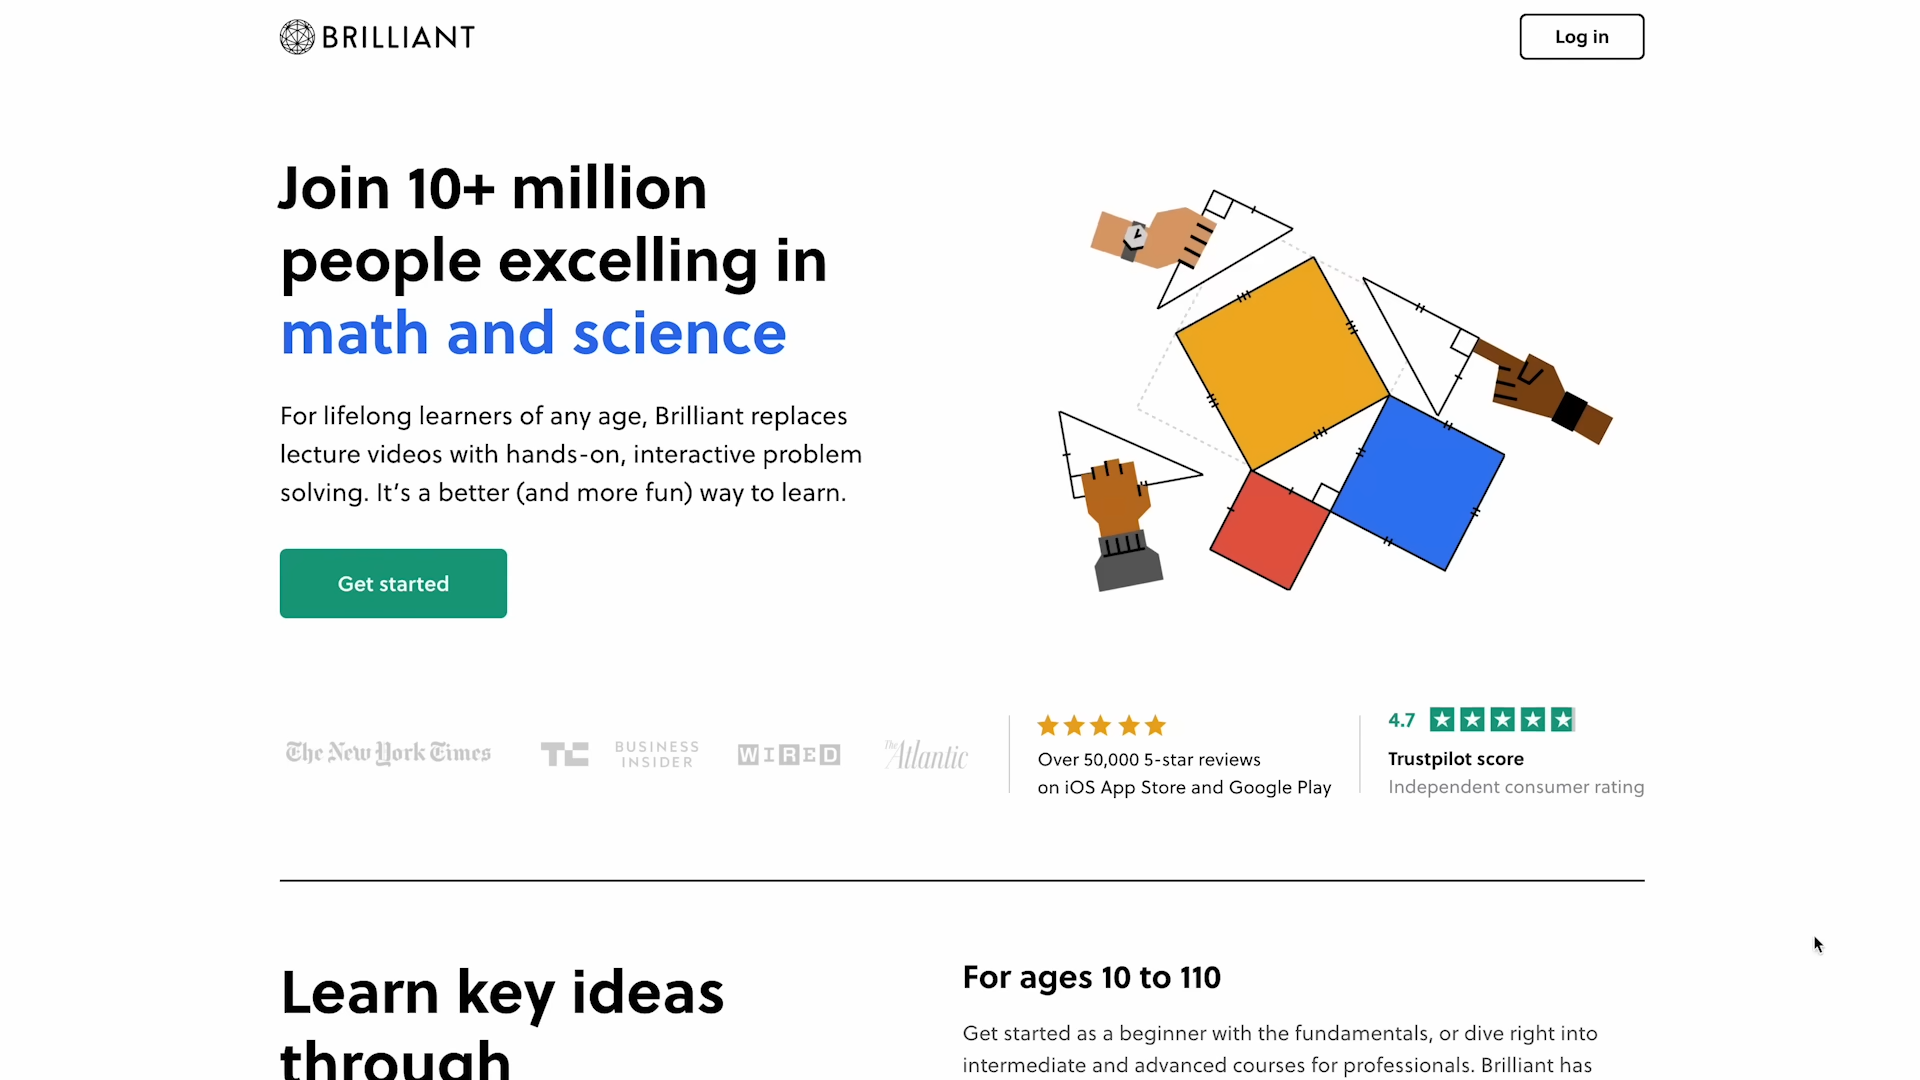 BRILLIANT
Log in
Join 10+ million
people excelling in
math and science
For lifelong learners of any age, Brilliant replaces
lecture videos with hands-on, interactive problem
solving. It’s a better (and more fun) way to learn.
Get started
The New York Times
TC
BUSINESS
INSIDER
WIRED
The Atlantic
Over 50,000 5-star reviews
on iOS App Store and Google Play
4.7
Trustpilot score
Independent consumer rating
Learn key ideas
through
For ages 10 to 110
Get started as a beginner with the fundamentals, or dive right into
intermediate and advanced courses for professionals. Brilliant has